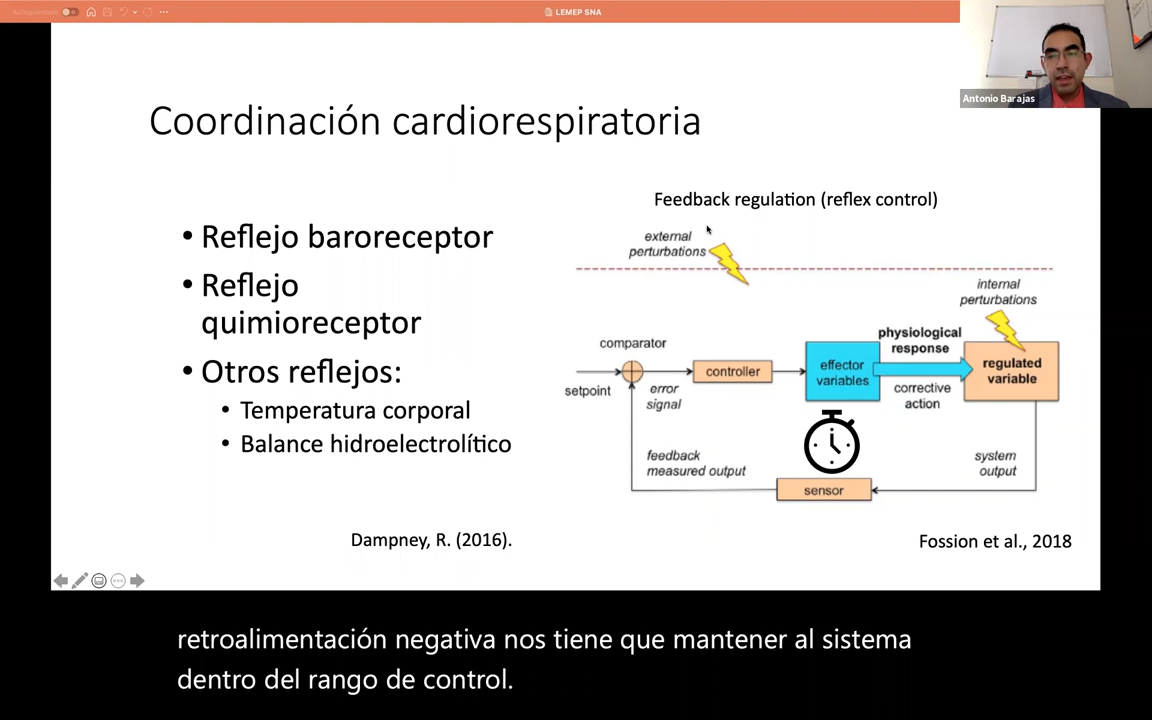 Autoguardado
LEMEP SNA
Antonio Barajas
Coordinación cardiorespiratoria
• Reflejo baroreceptor
• Reflejo
quimioreceptor
• Otros reflejos:
• Temperatura corporal
• Balance hidroelectrolítico
Dampney, R. (2016).
Feedback regulation (reflex control)
external
perturbations
internal
perturbations
comparator
setpoint
error
signal
controller
effector
variables
physiological
response
corrective
action
regulated
variable
feedback
measured output
sensor
system
output
Fossion et al., 2018
retroalimentación negativa nos tiene que mantener al sistema
dentro del rango de control.